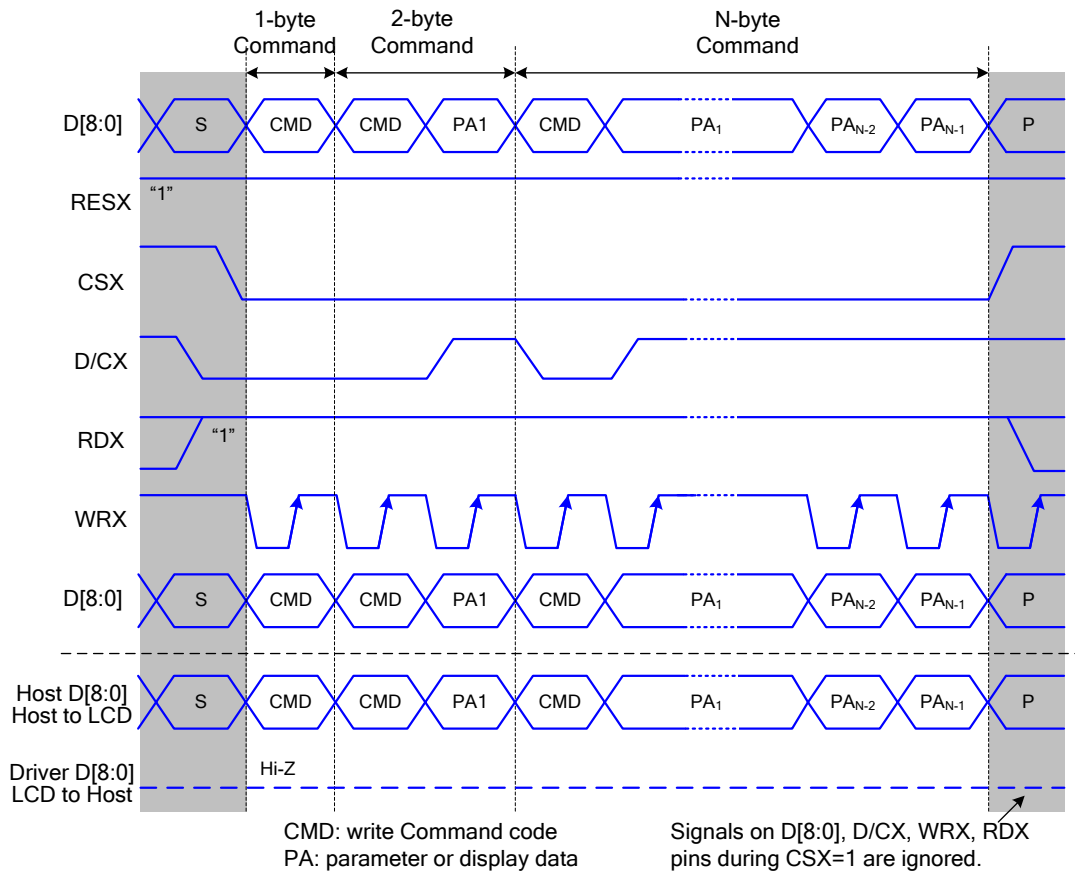 1-byte
Command
2-byte
Command
N-byte
Command
D[8:0] S CMD CMD PA1 CMD PA₁ PAN-2 PAN-1 P
RESX “1”
CSX
D/CX
RDX “1”
WRX
D[8:0] S CMD CMD PA1 CMD PA₁ PAN-2 PAN-1 P
Host D[8:0]
Host to LCD
S CMD CMD PA1 CMD PA₁ PAN-2 PAN-1 P
Driver D[8:0]
LCD to Host
Hi-Z
CMD: write Command code
PA: parameter or display data
Signals on D[8:0], D/CX, WRX, RDX
pins during CSX=1 are ignored.